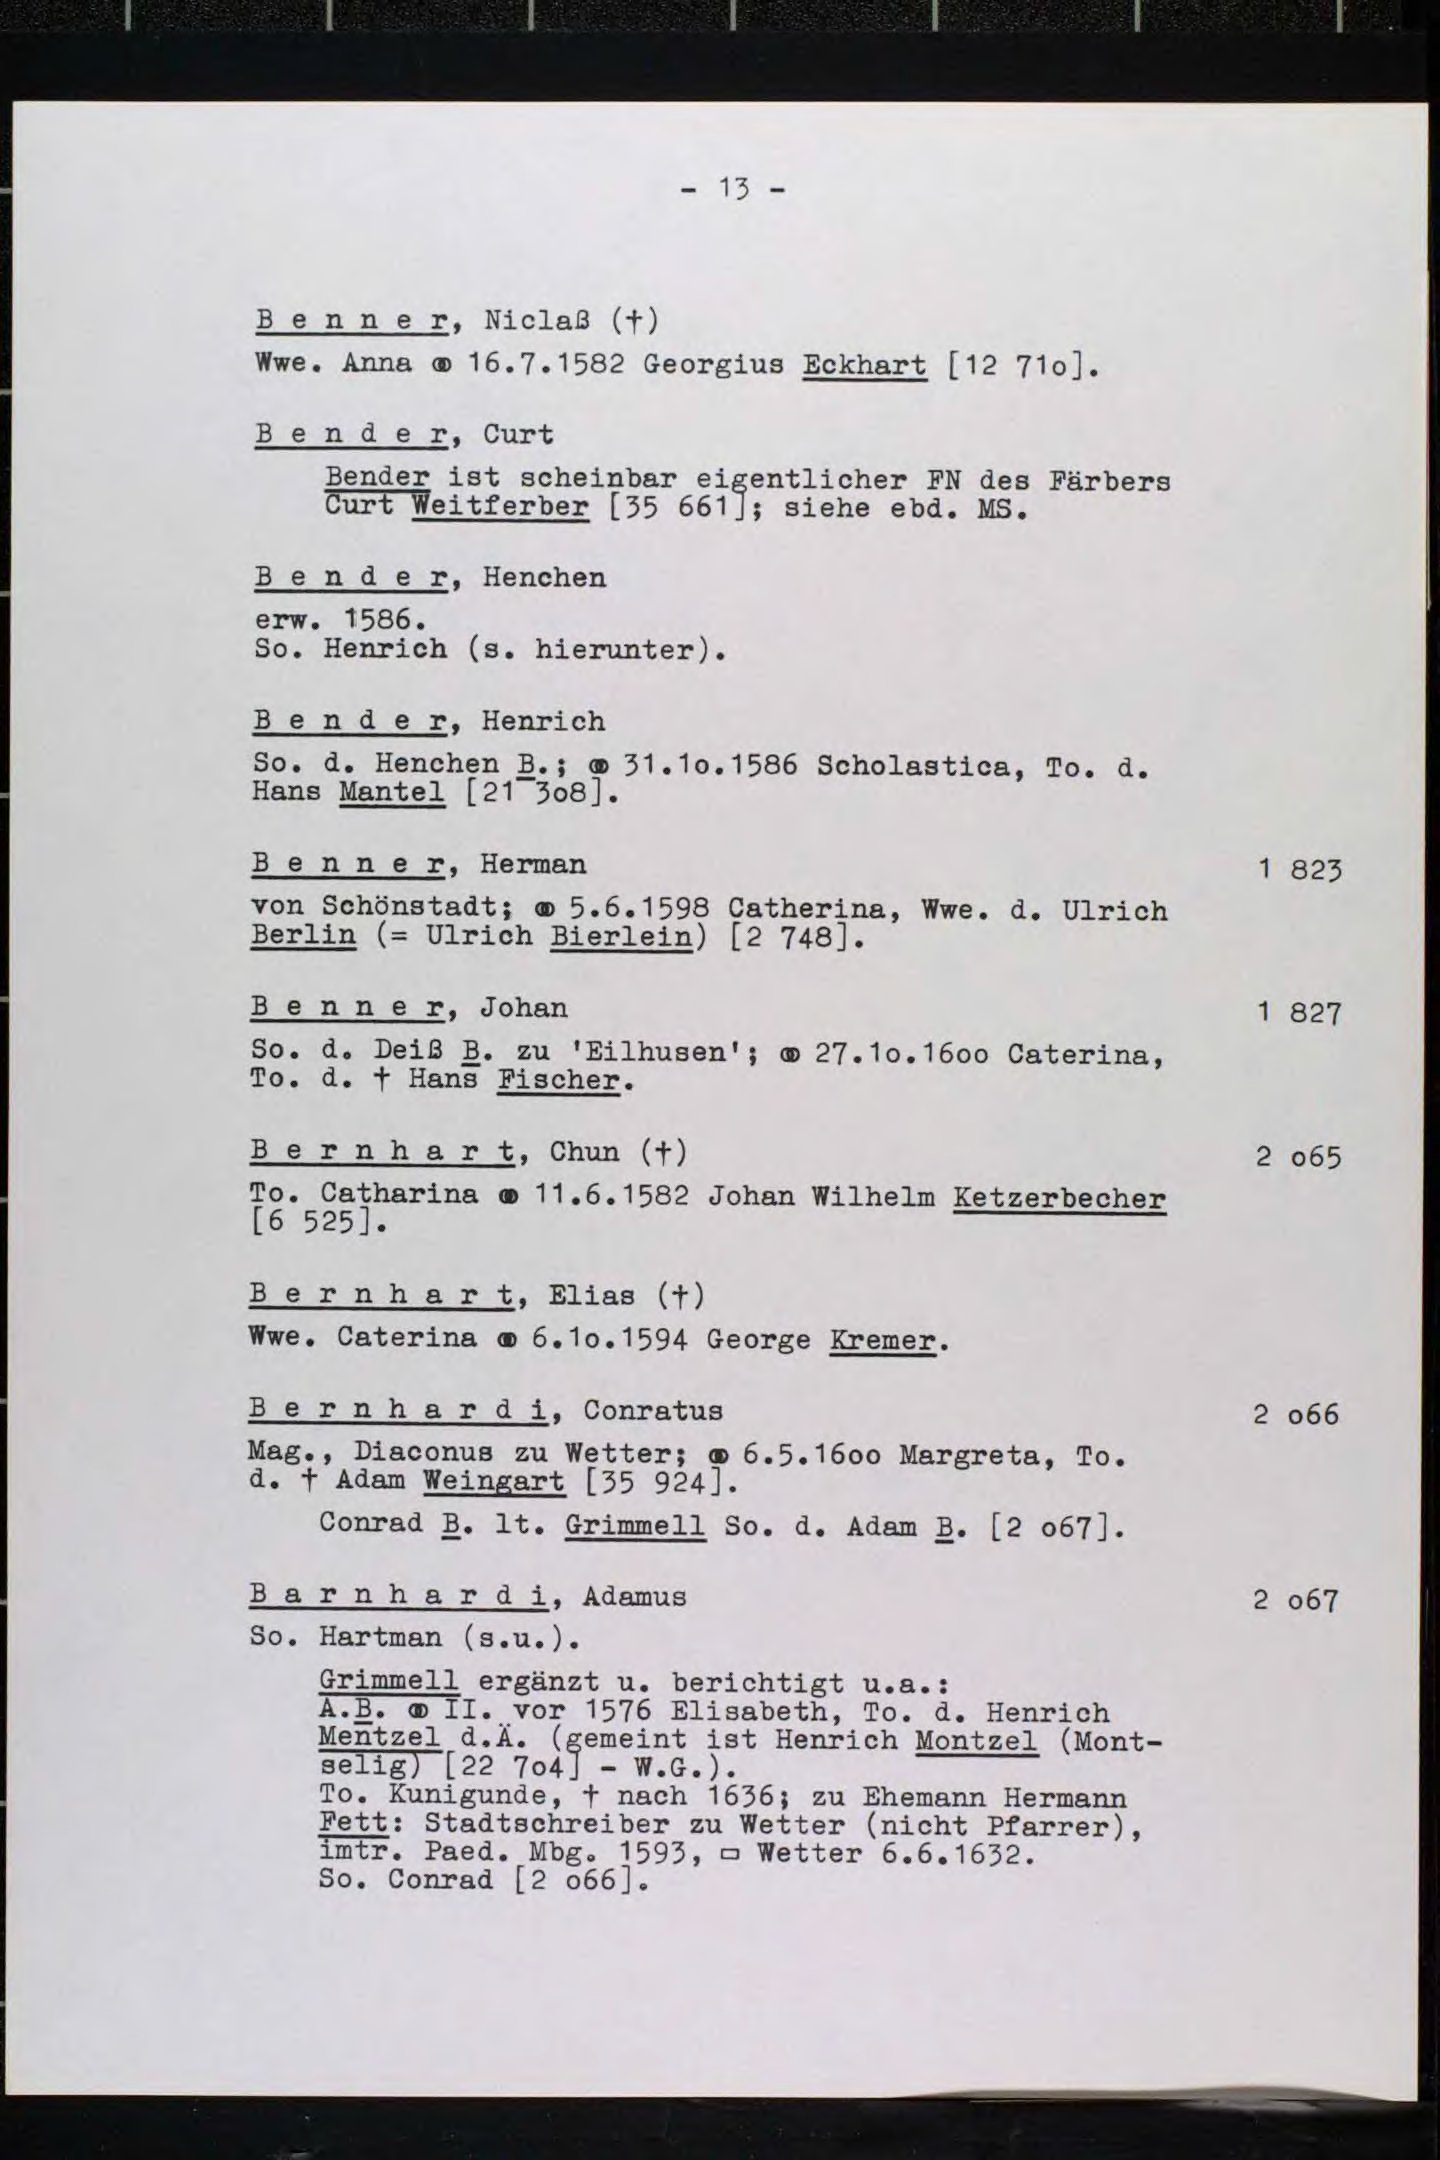 - 13 -
B e n n e r, Niclaß (†)
Wwe. Anna ⚭ 16.7.1582 Georgius Eckhart [12 71o].
B e n d e r, Curt
Bender ist scheinbar eigentlicher FN des Färbers
Curt Weitferber [35 661]; siehe ebd. MS.
B e n d e r, Henchen
erw. 1586.
So. Henrich (s. hierunter).
B e n d e r, Henrich
So. d. Henchen B.; ⚭ 31.1o.1586 Scholastica, To. d.
Hans Mantel [21 3o8].
B e n n e r, Herman 1 823
von Schönstadt; ⚭ 5.6.1598 Catherina, Wwe. d. Ulrich
Berlin (= Ulrich Bierlein) [2 748].
B e n n e r, Johan 1 827
So. d. Deiß B. zu 'Eilhusen'; ⚭ 27.1o.16oo Caterina,
To. d. † Hans Fischer.
B e r n h a r t, Chun (†) 2 o65
To. Catharina ⚭ 11.6.1582 Johan Wilhelm Ketzerbecher
[6 525].
B e r n h a r t, Elias (†)
Wwe. Caterina ⚭ 6.1o.1594 George Kremer.
B e r n h a r d i, Conratus 2 o66
Mag., Diaconus zu Wetter; ⚭ 6.5.16oo Margreta, To.
d. † Adam Weingart [35 924].
Conrad B. lt. Grimmell So. d. Adam B. [2 o67].
B a r n h a r d i, Adamus 2 o67
So. Hartman (s.u.).
Grimmell ergänzt u. berichtigt u.a.:
A.B. ⚭ II. vor 1576 Elisabeth, To. d. Henrich
Mentzel d.Ä. (gemeint ist Henrich Montzel (Mont-
selig) [22 7o4] - W.G.).
To. Kunigunde, † nach 1636; zu Ehemann Hermann
Fett: Stadtschreiber zu Wetter (nicht Pfarrer),
imtr. Paed. Mbg. 1593, ▭ Wetter 6.6.1632.
So. Conrad [2 o66].